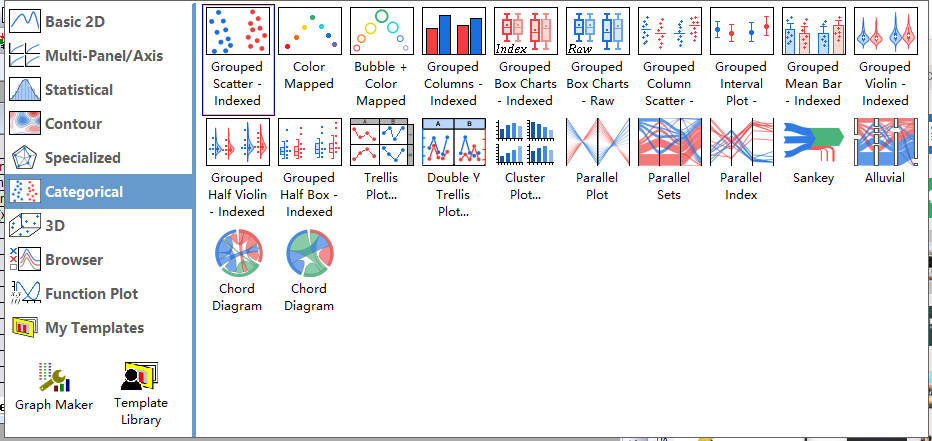 Basic 2D
Multi-Panel/Axis
Statistical
Contour
Specialized
Categorical
3D
Browser
Function Plot
My Templates
Graph Maker
Template
Library
Grouped
Scatter -
Indexed
Color
Mapped
Bubble +
Color
Mapped
Grouped
Columns -
Indexed
Index
Grouped
Box Charts
- Indexed
Raw
Grouped
Box Charts
- Raw
Grouped
Column
Scatter -
Grouped
Interval
Plot -
Grouped
Mean Bar
- Indexed
Grouped
Violin -
Indexed
Grouped
Half Violin
- Indexed
Grouped
Half Box -
Indexed
A B
Trellis
Plot...
A B
Double Y
Trellis
Plot...
Cluster
Plot...
Parallel
Plot
Parallel
Sets
Parallel
Index
Sankey
Alluvial
Chord
Diagram
Chord
Diagram